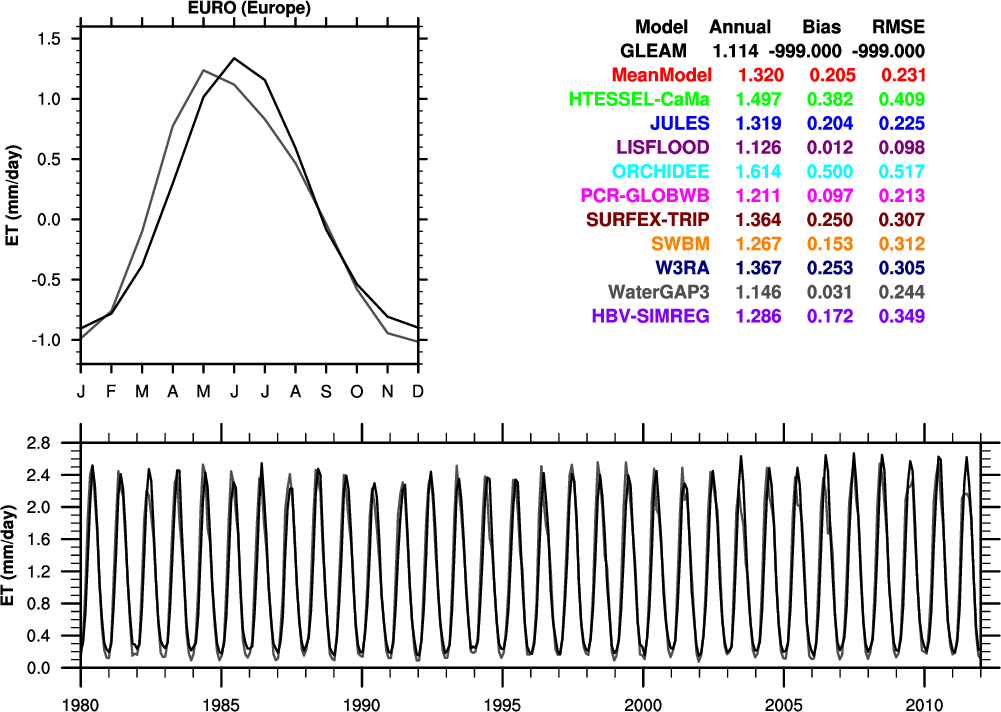 EURO (Europe)
Model Annual Bias RMSE
GLEAM 1.114 -999.000 -999.000
MeanModel 1.320 0.205 0.231
HTESSEL-CaMa 1.497 0.382 0.409
JULES 1.319 0.204 0.225
LISFLOOD 1.126 0.012 0.098
ORCHIDEE 1.614 0.500 0.517
PCR-GLOBWB 1.211 0.097 0.213
SURFEX-TRIP 1.364 0.250 0.307
SWBM 1.267 0.153 0.312
W3RA 1.367 0.253 0.305
WaterGAP3 1.146 0.031 0.244
HBV-SIMREG 1.286 0.172 0.349
ET (mm/day)
1.5
1.0
0.5
0.0
-0.5
-1.0
J F M A M J J A S O N D
ET (mm/day)
2.8
2.4
2.0
1.6
1.2
0.8
0.4
0.0
1980 1985 1990 1995 2000 2005 2010